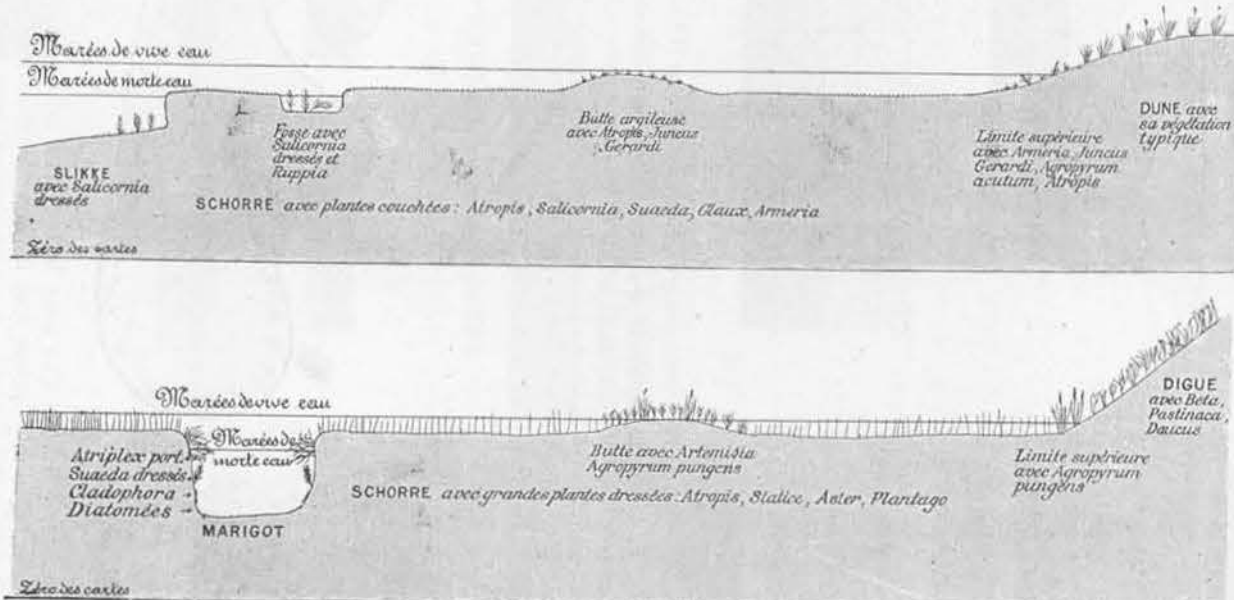 Marées de vive eau
Marées de morte eau
SLIKKE
avec Salicornia
dressés
Fosse avec
Salicornia
dressés et
Ruppia
Butte argileuse
avec Atropis, Juncus
Gerardi
Limite supérieure
avec Armeria, Juncus
Gerardi, Agropyrum
acutum, Atropis
DUNE avec
sa végétation
typique
SCHORRE avec plantes couchées : Atropis, Salicornia, Suaeda, Glaux, Armeria
Zéro des cartes
Marées de vive eau
Marées de
morte eau
Atriplex port.
Suaeda dressés
Cladophora
Diatomées
MARIGOT
Butte avec Artemisia
Agropyrum pungens
SCHORRE avec grandes plantes dressées: Atropis, Statice, Aster, Plantago
Limite supérieure
avec Agropyrum
pungens
DIGUE
avec Beta,
Pastinaca,
Daucus
Zéro des cartes